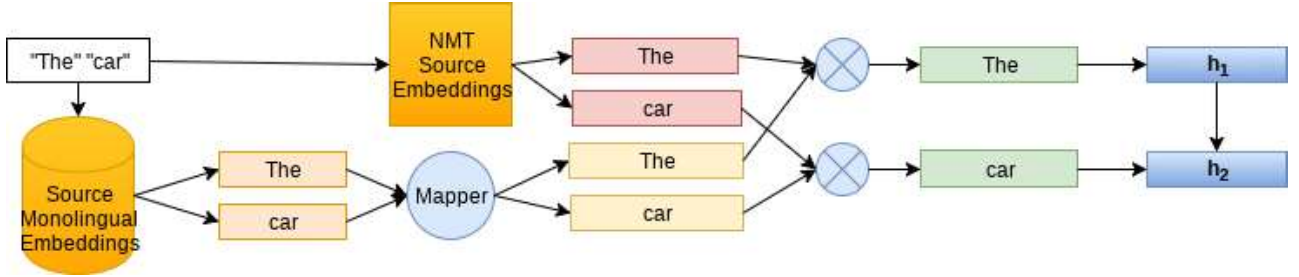 "The" "car"
NMT
Source
Embeddings
The
car
The
h1
Source
Monolingual
Embeddings
The
car
Mapper
The
car
car
h2